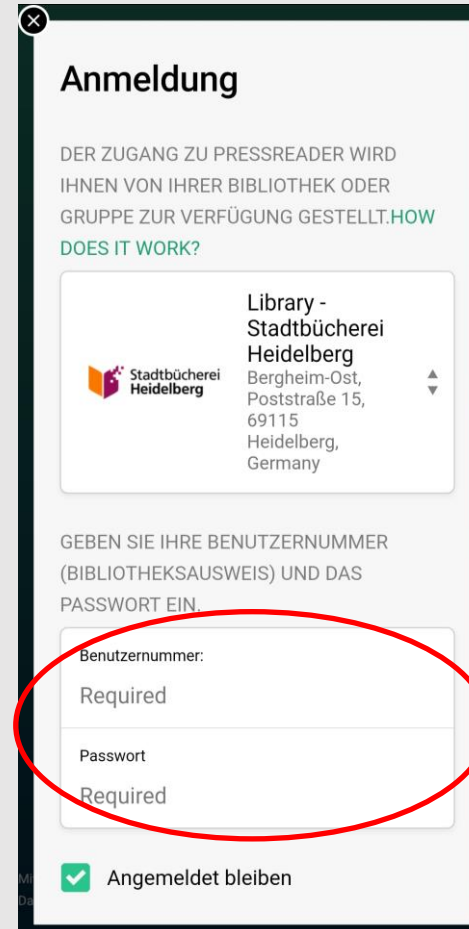 Anmeldung
DER ZUGANG ZU PRESSREADER WIRD
IHNEN VON IHRER BIBLIOTHEK ODER
GRUPPE ZUR VERFÜGUNG GESTELLT.HOW
DOES IT WORK?
Stadtbücherei
Heidelberg
Library -
Stadtbücherei
Heidelberg
Bergheim-Ost,
Poststraße 15,
69115
Heidelberg,
Germany
GEBEN SIE IHRE BENUTZERNUMMER
(BIBLIOTHEKSAUSWEIS) UND DAS
PASSWORT EIN.
Benutzernummer:
Required
Passwort
Required
Angemeldet bleiben